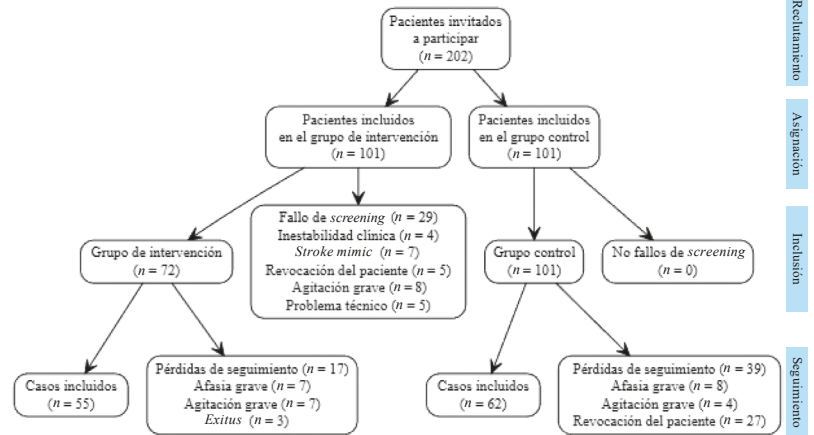 Pacientes invitados
a participar
(n = 202)
Reclutamiento
Pacientes incluidos
en el grupo de intervención
(n = 101)
Pacientes incluidos
en el grupo control
(n = 101)
Asignación
Grupo de intervención
(n = 72)
Fallo de screening (n = 29)
Inestabilidad clínica (n = 4)
Stroke mimic (n = 7)
Revocación del paciente (n = 5)
Agitación grave (n = 8)
Problema técnico (n = 5)
Grupo control
(n = 101)
No fallos de screening
(n = 0)
Inclusión
Casos incluidos
(n = 55)
Pérdidas de seguimiento (n = 17)
Afasia grave (n = 7)
Agitación grave (n = 7)
Exitus (n = 3)
Casos incluidos
(n = 62)
Pérdidas de seguimiento (n = 39)
Afasia grave (n = 8)
Agitación grave (n = 4)
Revocación del paciente (n = 27)
Seguimiento